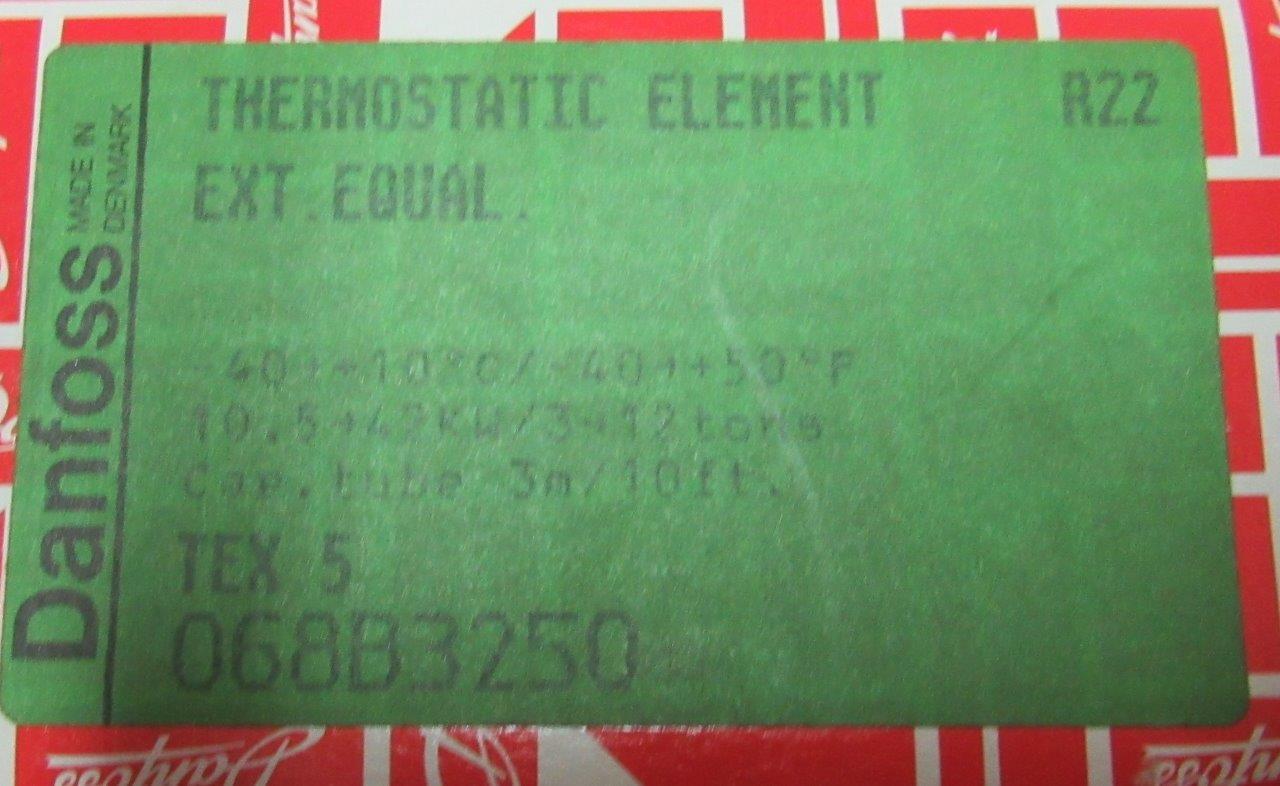 THERMOSTATIC ELEMENT R22
EXT.EQUAL.
-40→+10°C/-40→+50°F
10.5→42KW/3→12tons
Cap.tube 3m/10ft.
TEX 5
068B3250
Danfoss
MADE IN
DENMARK
Danfoss